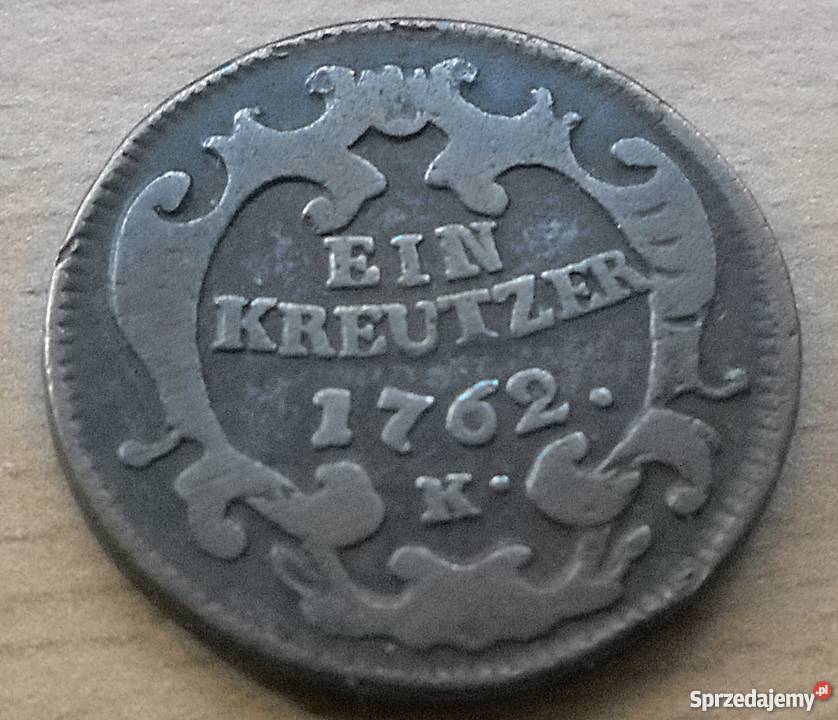 EIN
KREUTZER
1762.
K.
Sprzedajemy.pl